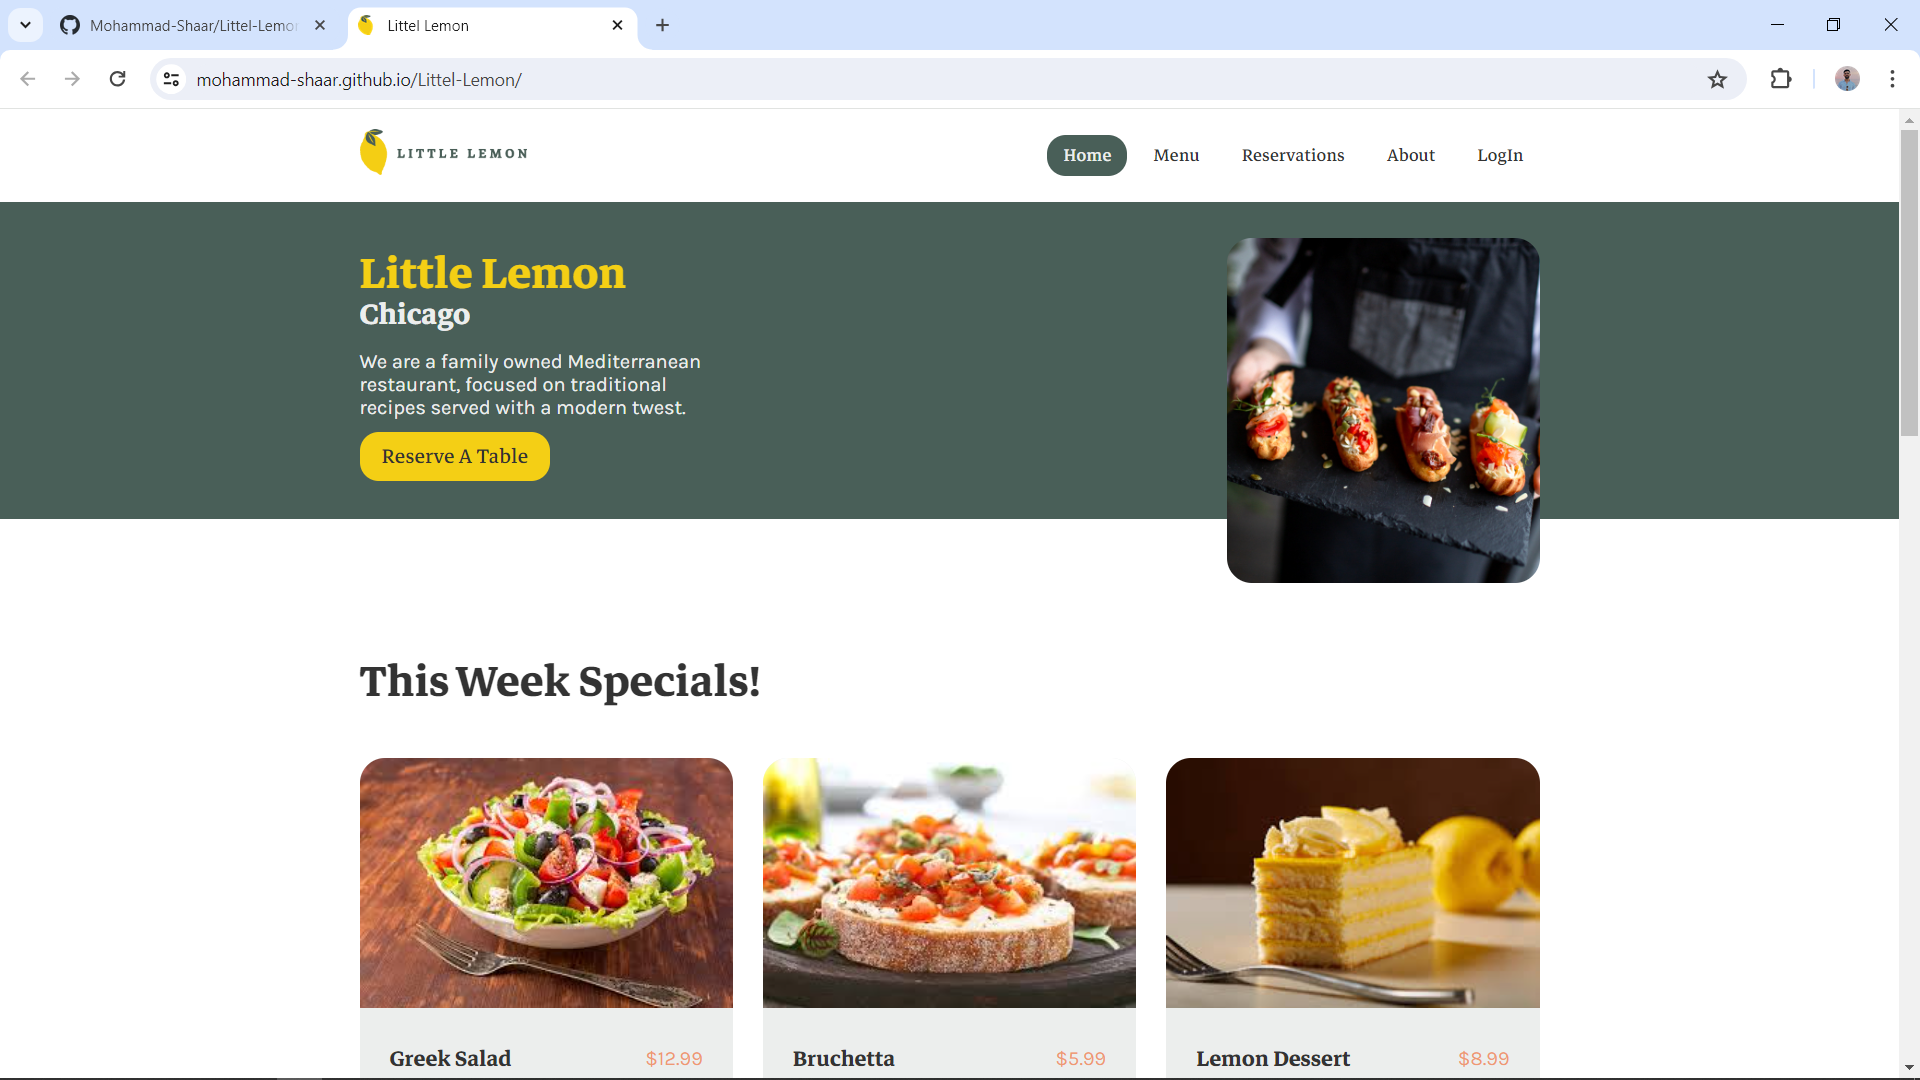 Mohammad-Shaar/Littel-Lemo
Littel Lemon
mohammad-shaar.github.io/Littel-Lemon/
LITTLE LEMON
Home
Menu
Reservations
About
LogIn
Little Lemon
Chicago
We are a family owned Mediterranean
restaurant, focused on traditional
recipes served with a modern twest.
Reserve A Table
This Week Specials!
Greek Salad
$12.99
Bruchetta
$5.99
Lemon Dessert
$8.99